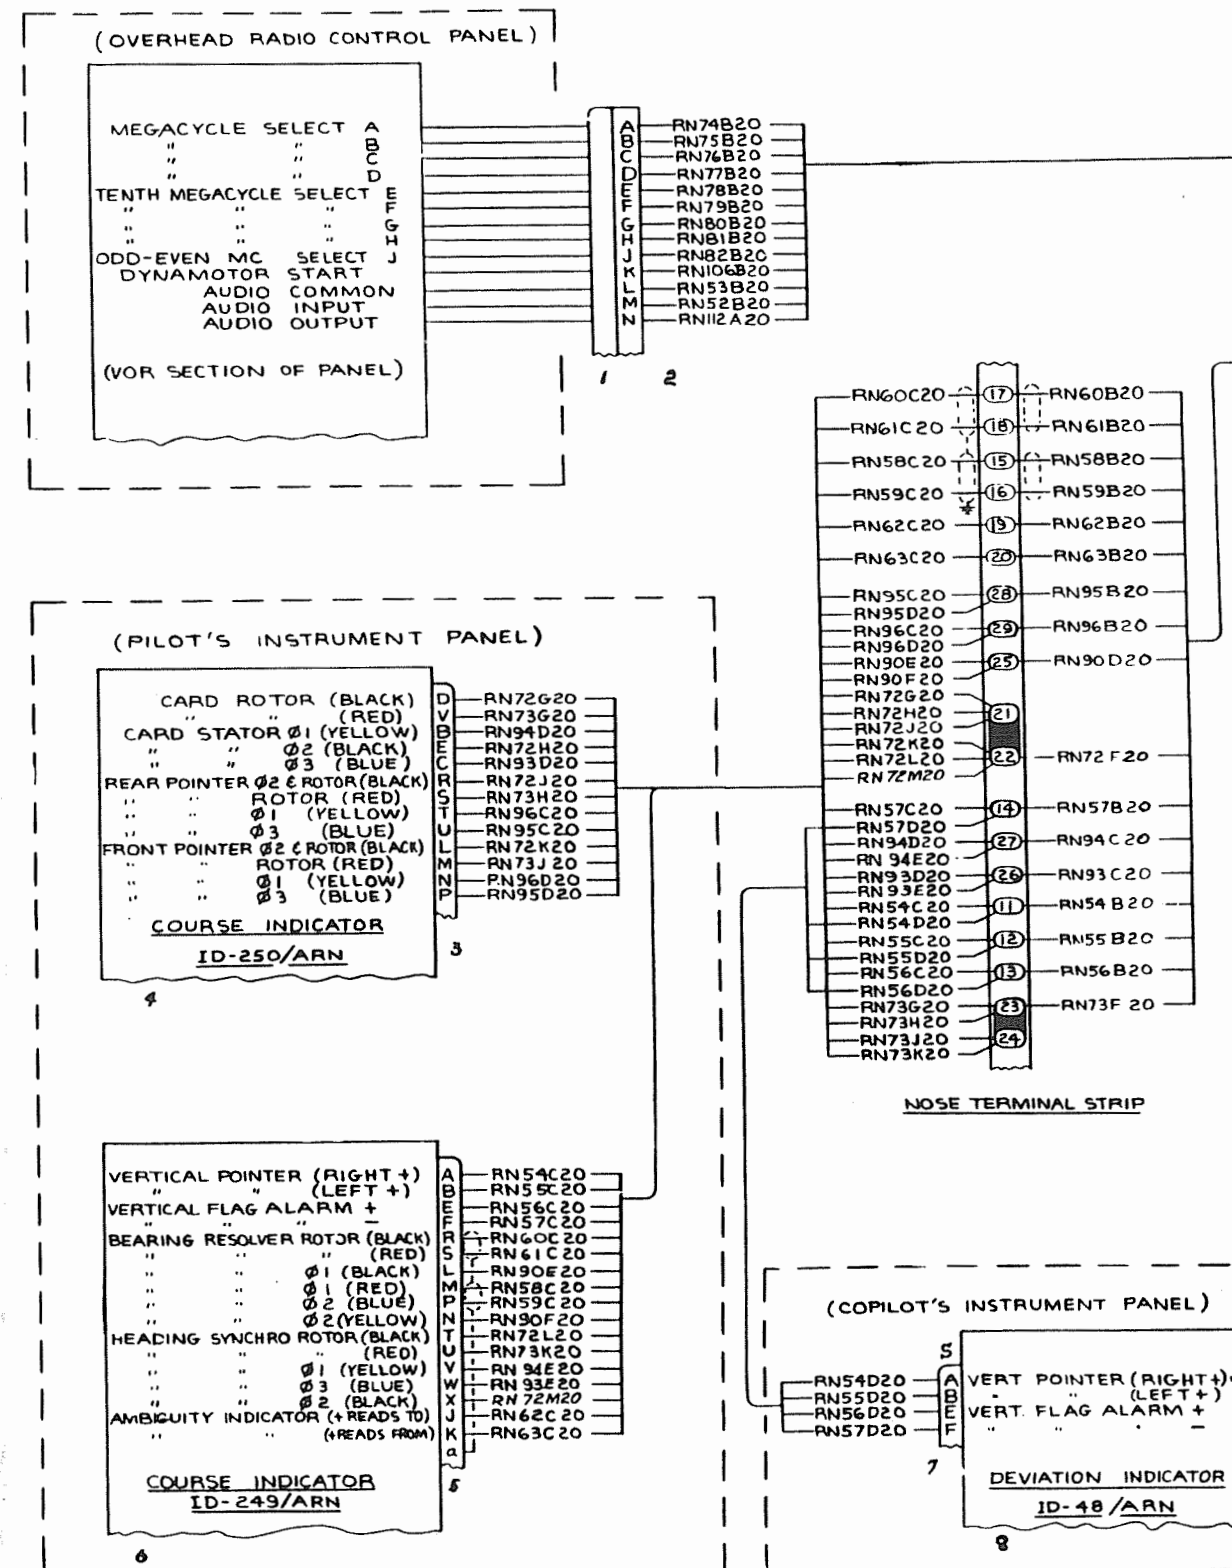 (OVERHEAD RADIO CONTROL PANEL)
MEGACYCLE SELECT A
" " B
" " C
" " D
TENTH MEGACYCLE SELECT E
" " " F
" " " G
" " " H
ODD-EVEN MC SELECT J
DYNAMOTOR START
AUDIO COMMON
AUDIO INPUT
AUDIO OUTPUT
(VOR SECTION OF PANEL)
A RN74B20
B RN75B20
C RN76B20
D RN77B20
E RN78B20
F RN79B20
G RN80B20
H RN81B20
J RN82B20
K RN106B20
L RN53B20
M RN52B20
N RN112A20
1 2
RN60C20 17 RN60B20
RN61C20 18 RN61B20
RN58C20 15 RN58B20
RN59C20 16 RN59B20
RN62C20 19 RN62B20
RN63C20 20 RN63B20
RN95C20 28 RN95B20
RN95D20
RN96C20 29 RN96B20
RN96D20
RN90E20 25 RN90D20
RN90F20
RN72G20
RN72H20 21
RN72J20
RN72K20
RN72L20 22 RN72F20
RN72M20
RN57C20 14 RN57B20
RN57D20
RN94D20 27 RN94C20
RN94E20
RN93D20 26 RN93C20
RN93E20
RN54C20 11 RN54B20
RN54D20
RN55C20 12 RN55B20
RN55D20
RN56C20 13 RN56B20
RN56D20
RN73G20 23 RN73F20
RN73H20
RN73J20 24
RN73K20
NOSE TERMINAL STRIP
(PILOT'S INSTRUMENT PANEL)
CARD ROTOR (BLACK) D RN72G20
" " (RED) V RN73G20
CARD STATOR Ø1 (YELLOW) B RN94D20
" " Ø2 (BLACK) E RN72H20
" " Ø3 (BLUE) C RN93D20
REAR POINTER Ø2 & ROTOR (BLACK) R RN72J20
" " ROTOR (RED) S RN73H20
" " Ø1 (YELLOW) T RN96C20
" " Ø3 (BLUE) U RN95C20
FRONT POINTER Ø2 & ROTOR (BLACK) L RN72K20
" " ROTOR (RED) M RN73J20
" " Ø1 (YELLOW) N RN96D20
" " Ø3 (BLUE) P RN95D20
COURSE INDICATOR
ID-250/ARN
3
4
VERTICAL POINTER (RIGHT +) A RN54C20
" " (LEFT +) B RN55C20
VERTICAL FLAG ALARM + E RN56C20
" " " - F RN57C20
BEARING RESOLVER ROTOR (BLACK) R RN60C20
" " " (RED) S RN61C20
" " Ø1 (BLACK) L RN90E20
" " Ø1 (RED) M RN58C20
" " Ø2 (BLUE) P RN59C20
" " Ø2 (YELLOW) N RN90F20
HEADING SYNCHRO ROTOR (BLACK) T RN72L20
" " " (RED) U RN73K20
" " Ø1 (YELLOW) V RN94E20
" " Ø3 (BLUE) W RN93E20
" " Ø2 (BLACK) X RN72M20
AMBIGUITY INDICATOR (+ READS TO) J RN62C20
" " (+READS FROM) K RN63C20
a
COURSE INDICATOR
ID-249/ARN
5
6
(COPILOT'S INSTRUMENT PANEL)
5
RN54D20 A VERT POINTER (RIGHT+)
RN55D20 B " " (LEFT+)
RN56D20 E VERT. FLAG ALARM +
RN57D20 F " " " -
7
DEVIATION INDICATOR
ID-48/ARN
8